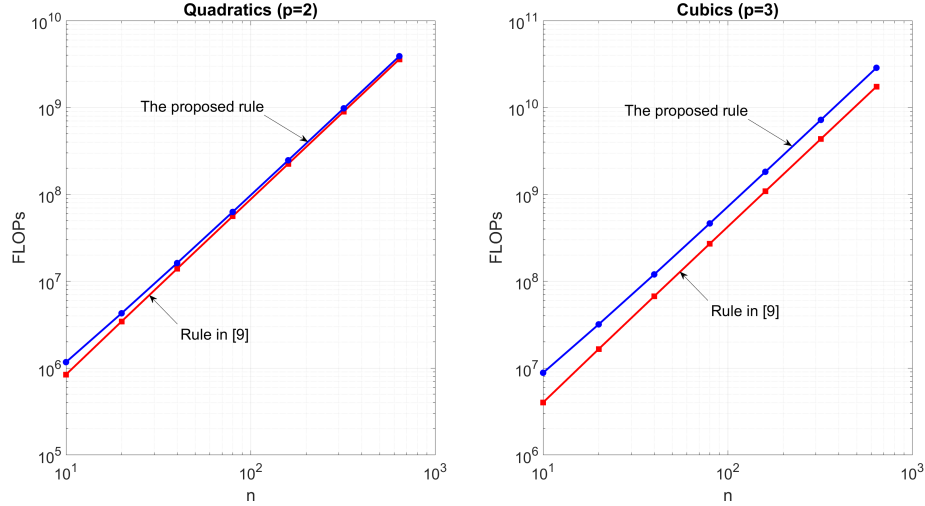 Quadratics (p=2)
FLOPs
10^10
10^9
10^8
10^7
10^6
10^5
The proposed rule
Rule in [9]
10^1
10^2
10^3
n
Cubics (p=3)
FLOPs
10^11
10^10
10^9
10^8
10^7
10^6
The proposed rule
Rule in [9]
10^1
10^2
10^3
n